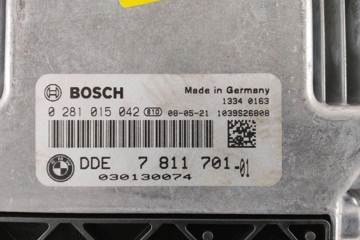 BOSCH
Made in Germany
1334 0163
0 281 015 042 B10 08-05-21 1039S26808
DDE 7 811 701-01
030130074